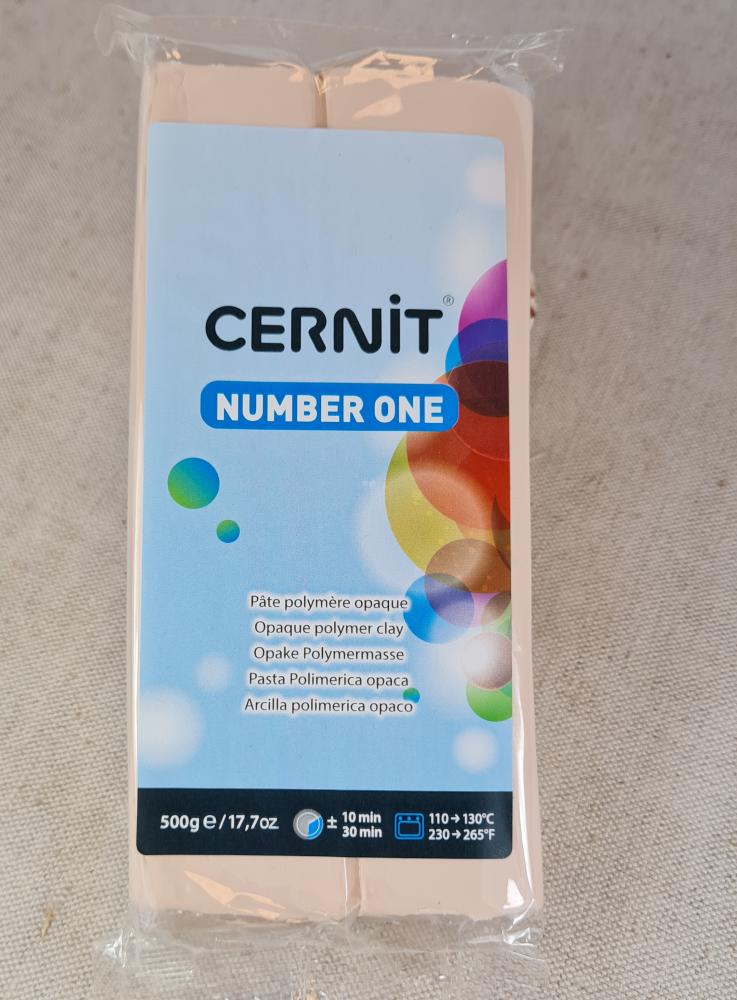 CERNiT®
NUMBER ONE
Pâte polymère opaque
Opaque polymer clay
Opake Polymermasse
Pasta Polimerica opaca
Arcilla polimerica opaco
500g ℮ / 17,7oz ± 10 min 110→130°C
30 min 230→265°F